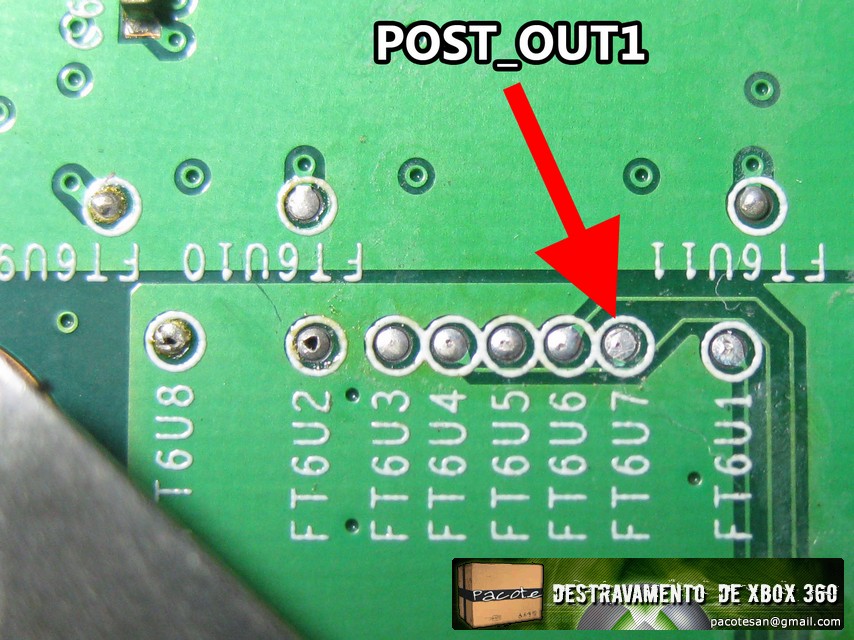 POST_OUT1
FT6U9
FT6U10
FT6U11
T6U8
FT6U2
FT6U3
FT6U4
FT6U5
FT6U6
FT6U7
FT6U1
Pacote
DESTRAVAMENTO DE XBOX 360
pacotesan@gmail.com